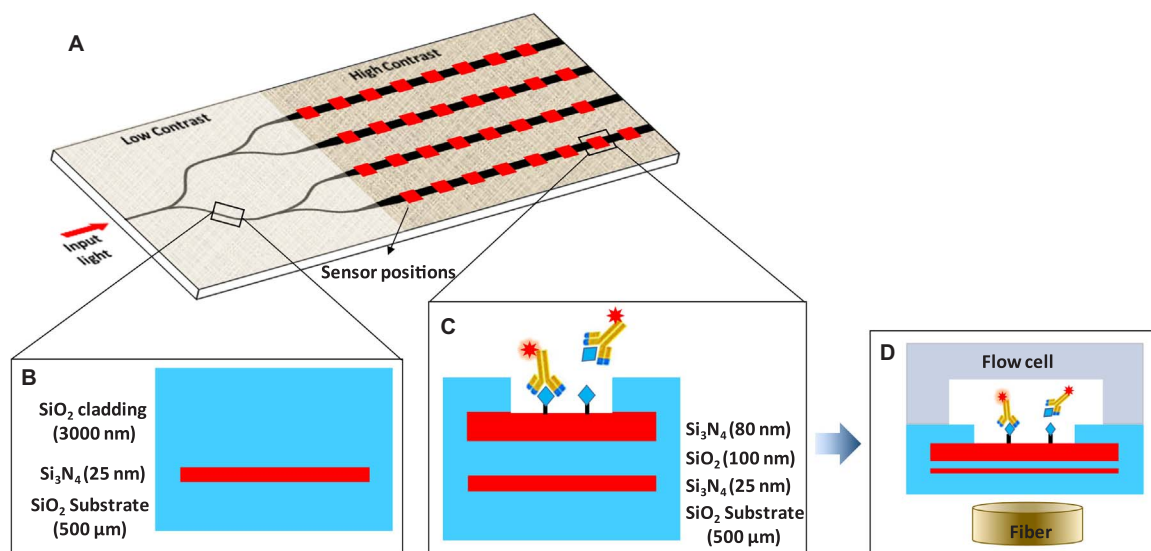 A
Low Contrast
High Contrast
Input
light
Sensor positions
B
SiO₂ cladding
(3000 nm)
Si₃N₄ (25 nm)
SiO₂ Substrate
(500 µm)
C
Si₃N₄ (80 nm)
SiO₂ (100 nm)
Si₃N₄ (25 nm)
SiO₂ Substrate
(500 µm)
D
Flow cell
Fiber